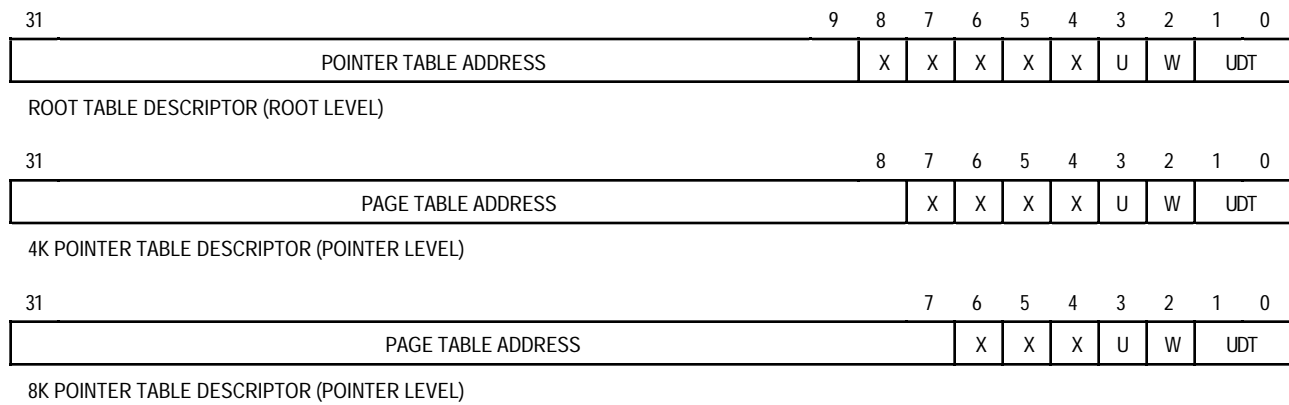 31 9 8 7 6 5 4 3 2 1 0
POINTER TABLE ADDRESS X X X X X U W UDT
ROOT TABLE DESCRIPTOR (ROOT LEVEL)
31 8 7 6 5 4 3 2 1 0
PAGE TABLE ADDRESS X X X X U W UDT
4K POINTER TABLE DESCRIPTOR (POINTER LEVEL)
31 7 6 5 4 3 2 1 0
PAGE TABLE ADDRESS X X X U W UDT
8K POINTER TABLE DESCRIPTOR (POINTER LEVEL)